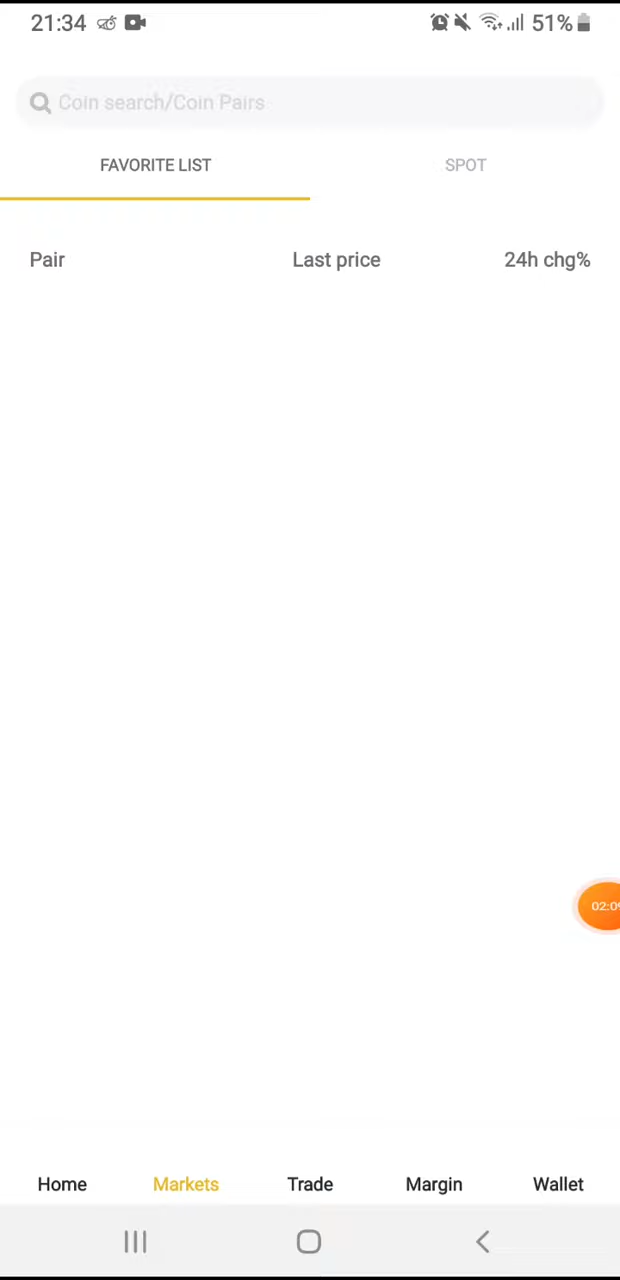 21:34 51%
Coin search/Coin Pairs
FAVORITE LIST SPOT
Pair Last price 24h chg%
Home Markets Trade Margin Wallet